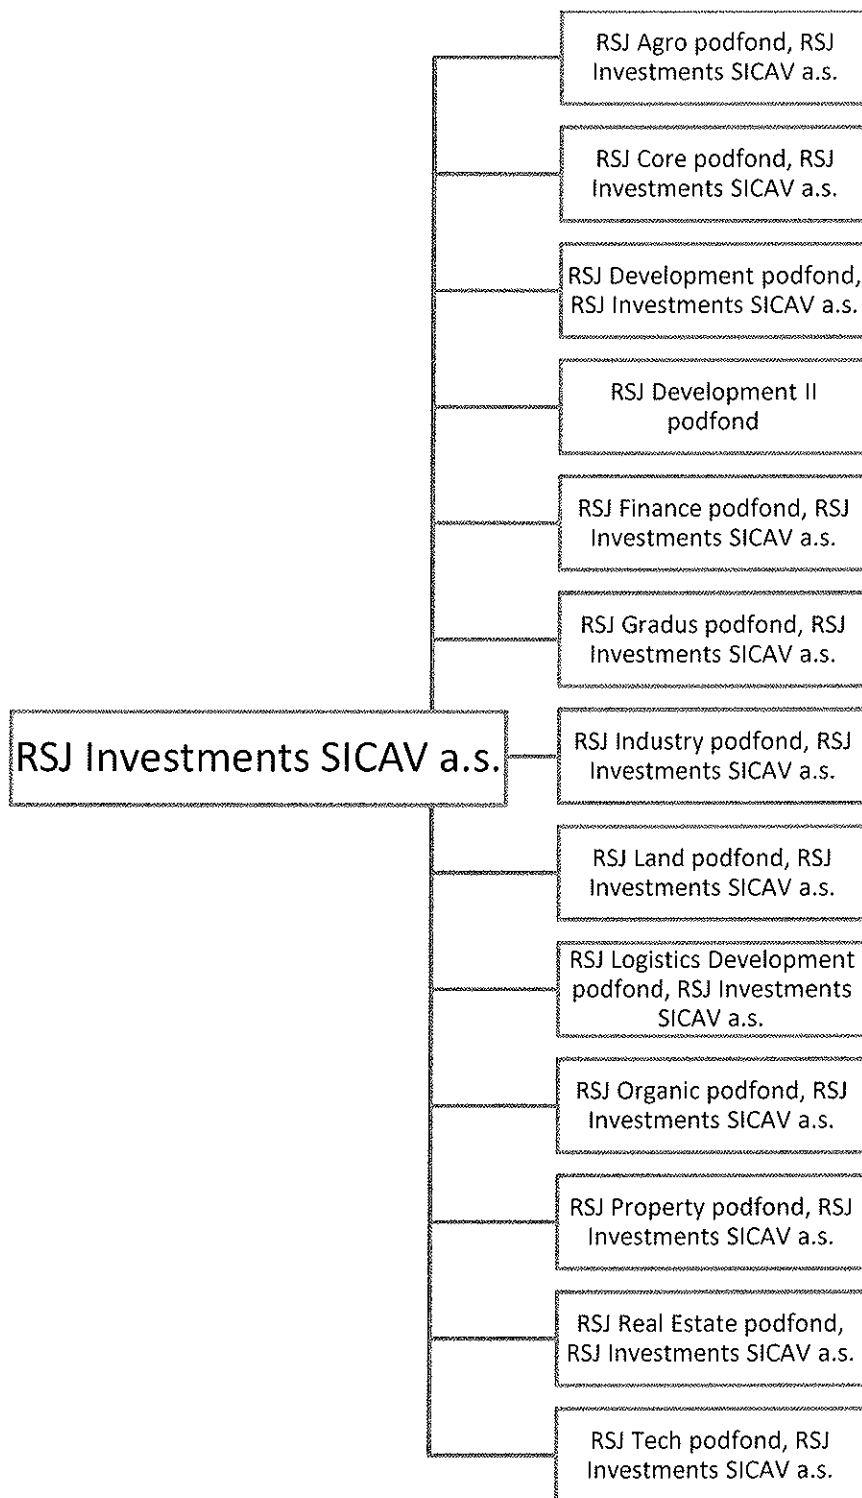 RSJ Agro podfond, RSJ
Investments SICAV a.s.
RSJ Core podfond, RSJ
Investments SICAV a.s.
RSJ Development podfond,
RSJ Investments SICAV a.s.
RSJ Development II
podfond
RSJ Finance podfond, RSJ
Investments SICAV a.s.
RSJ Gradus podfond, RSJ
Investments SICAV a.s.
RSJ Investments SICAV a.s.
RSJ Industry podfond, RSJ
Investments SICAV a.s.
RSJ Land podfond, RSJ
Investments SICAV a.s.
RSJ Logistics Development
podfond, RSJ Investments
SICAV a.s.
RSJ Organic podfond, RSJ
Investments SICAV a.s.
RSJ Property podfond, RSJ
Investments SICAV a.s.
RSJ Real Estate podfond,
RSJ Investments SICAV a.s.
RSJ Tech podfond, RSJ
Investments SICAV a.s.